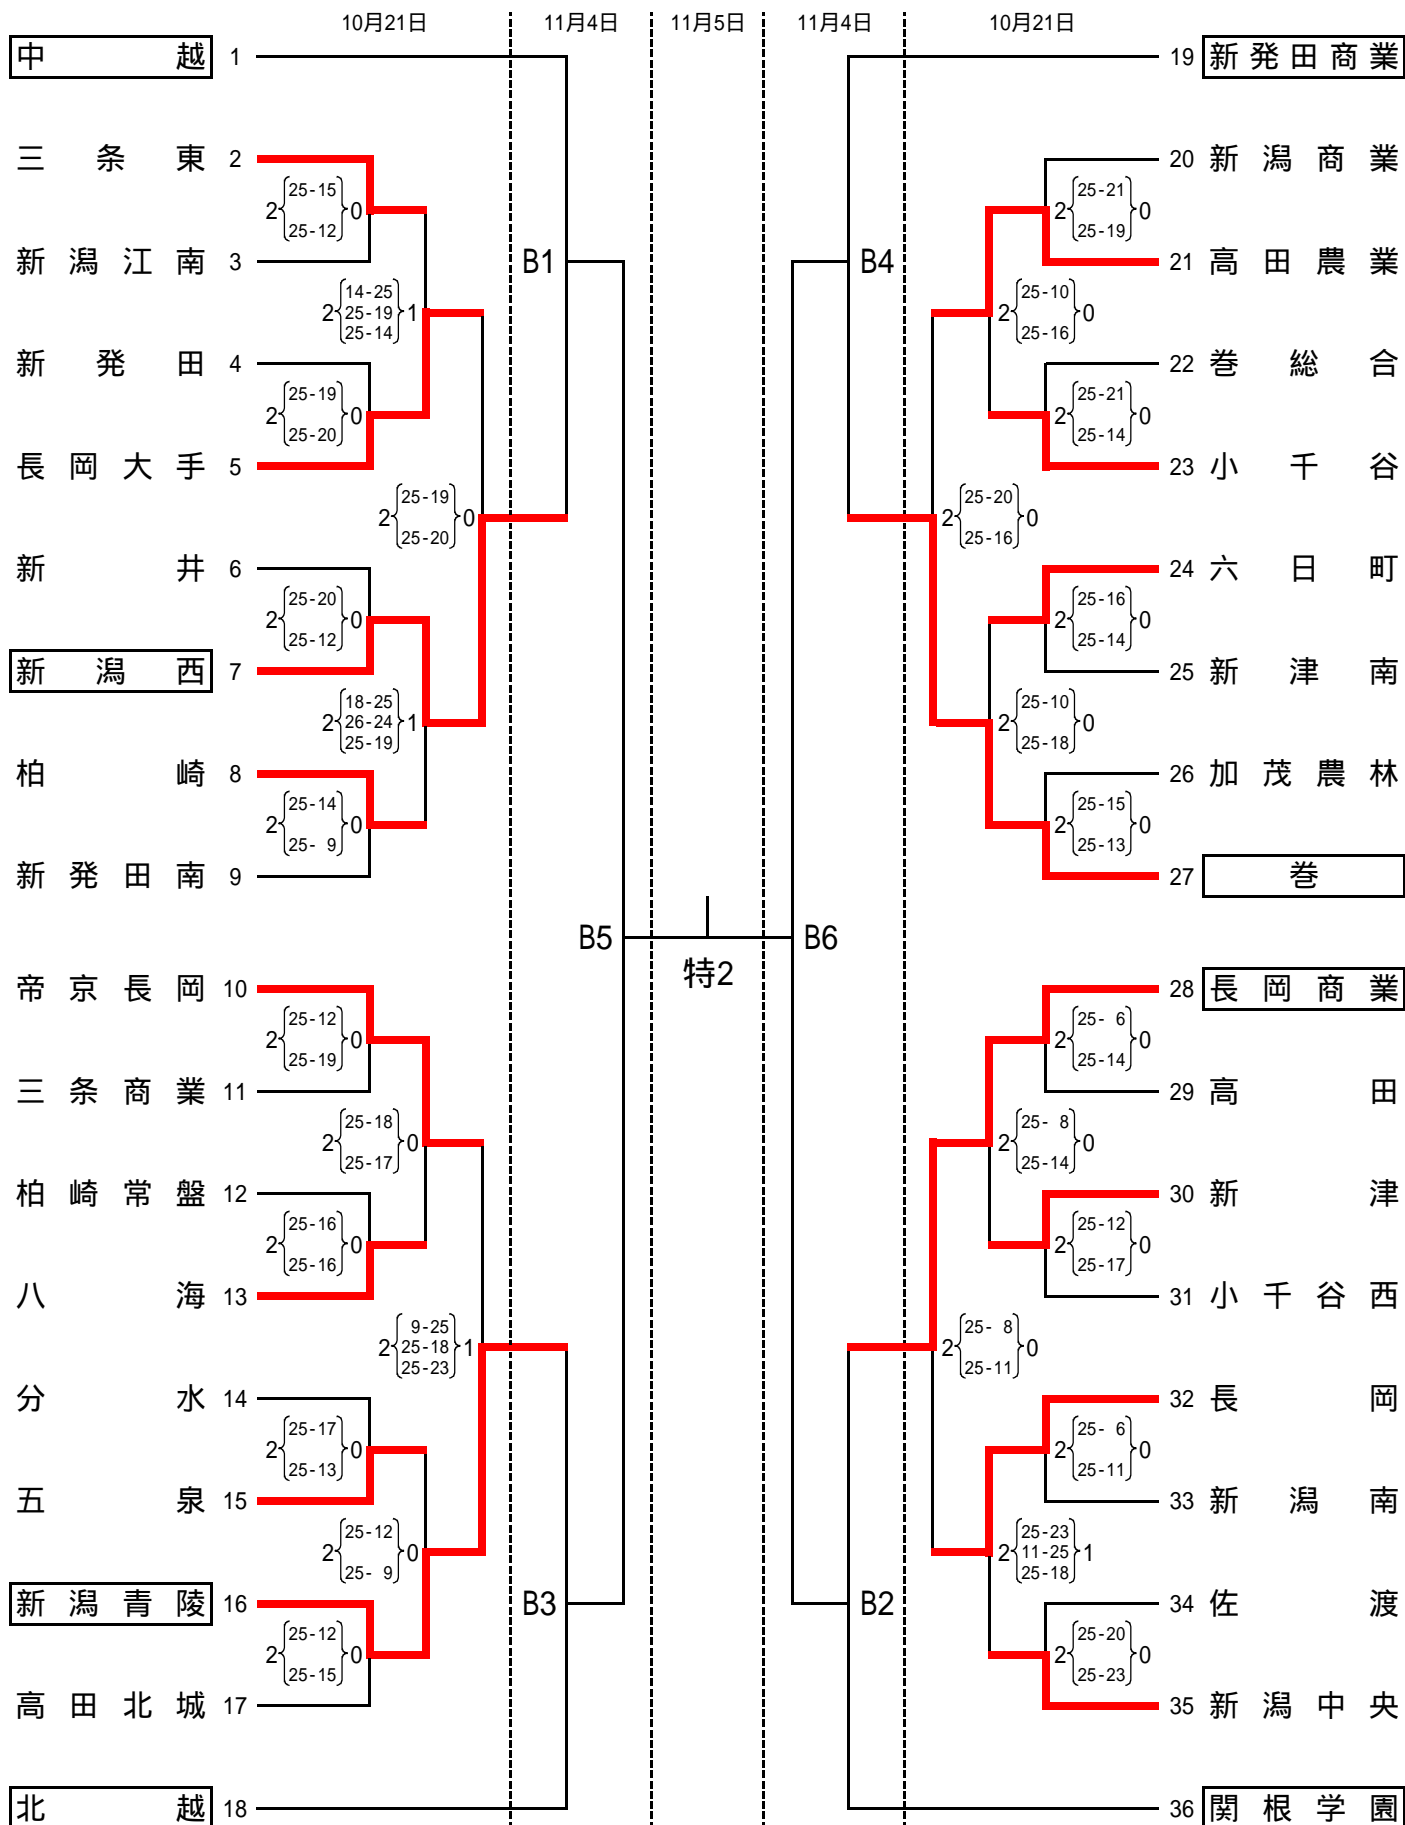 10月21日 11月4日 11月5日 11月4日 10月21日
中越 1
三条東 2
25-15
2 0
25-12
新潟江南 3
14-25
2 25-19 1
25-14
新発田 4
25-19
2 0
25-20
長岡大手 5
25-19
2 0
25-20
新井 6
25-20
2 0
25-12
新潟西 7
18-25
2 26-24 1
25-19
柏崎 8
25-14
2 0
25- 9
新発田南 9
帝京長岡 10
25-12
2 0
25-19
三条商業 11
25-18
2 0
25-17
柏崎常盤 12
25-16
2 0
25-16
八海 13
9-25
2 25-18 1
25-23
分水 14
25-17
2 0
25-13
五泉 15
25-12
2 0
25- 9
新潟青陵 16
25-12
2 0
25-15
高田北城 17
北越 18
B1
B5
B3
特2
B4
B6
B2
19 新発田商業
20 新潟商業
25-21
2 0
25-19
21 高田農業
25-10
2 0
25-16
22 巻総合
25-21
2 0
25-14
23 小千谷
25-20
2 0
25-16
24 六日町
25-16
2 0
25-14
25 新津南
25-10
2 0
25-18
26 加茂農林
25-15
2 0
25-13
27 巻
28 長岡商業
25- 6
2 0
25-14
29 高田
25- 8
2 0
25-14
30 新津
25-12
2 0
25-17
31 小千谷西
25- 8
2 0
25-11
32 長岡
25- 6
2 0
25-11
33 新潟南
25-23
2 11-25 1
25-18
34 佐渡
25-20
2 0
25-23
35 新潟中央
36 関根学園